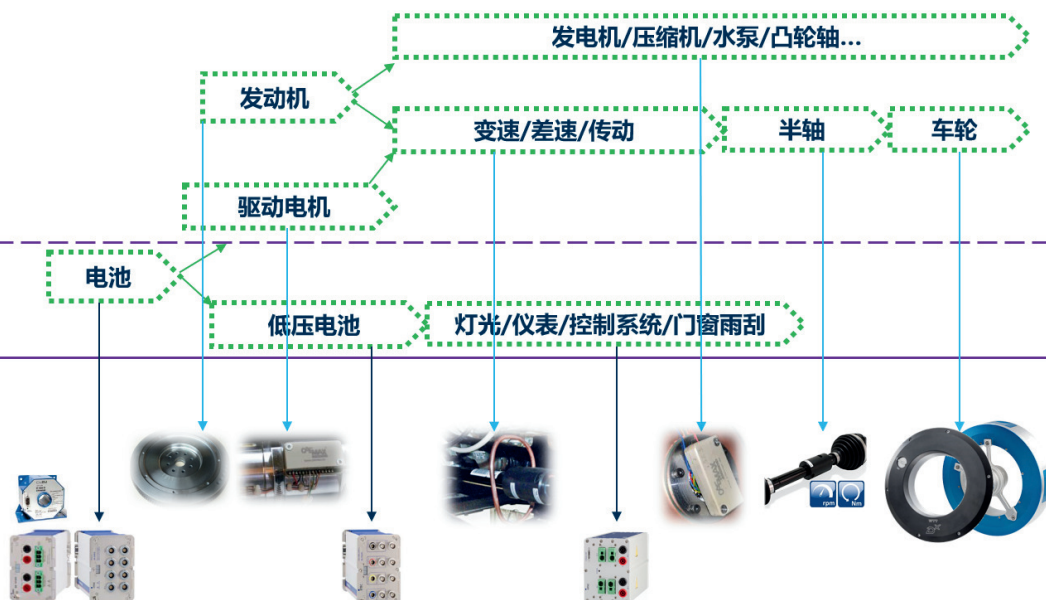 发电机/压缩机/水泵/凸轮轴...
发动机
变速/差速/传动
半轴
车轮
驱动电机
电池
低压电池
灯光/仪表/控制系统/门窗雨刮
rpm
Nm